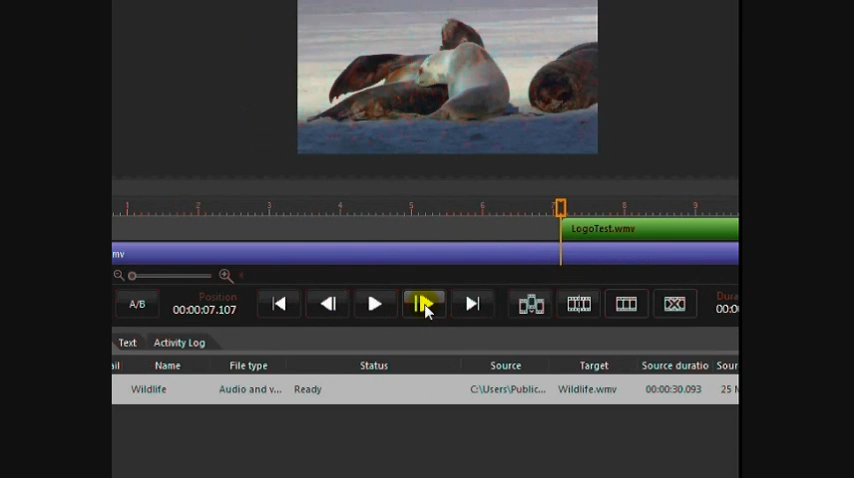 1 2 3 4 5 6 7 8 9
LogoTest.wmv
mv
A/B
Position
00:00:07.107
Dura
00:0
Text
Activity Log
ail Name File type Status Source Target Source duratio Sour
Wildlife Audio and v... Ready C:\Users\Public... Wildlife.wmv 00:00:30.093 25 M